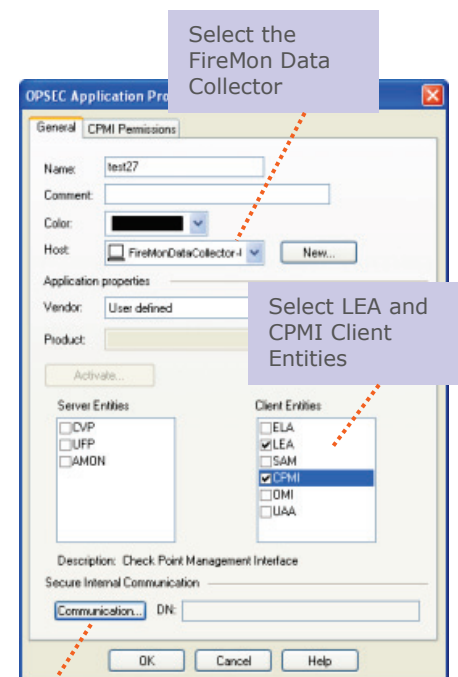 Select the
FireMon Data
Collector
OPSEC Application Pro
General CPMI Permissions
Name: test27
Comment:
Color:
Host: FireMonDataCollector-I New...
Application properties
Vendor: User defined
Select LEA and
CPMI Client
Entities
Product:
Activate...
Server Entities Client Entities
CVP ELA
UFP LEA
AMON SAM
CPMI
OMI
UAA
Description: Check Point Management Interface
Secure Internal Communication
Communication... DN:
OK Cancel Help